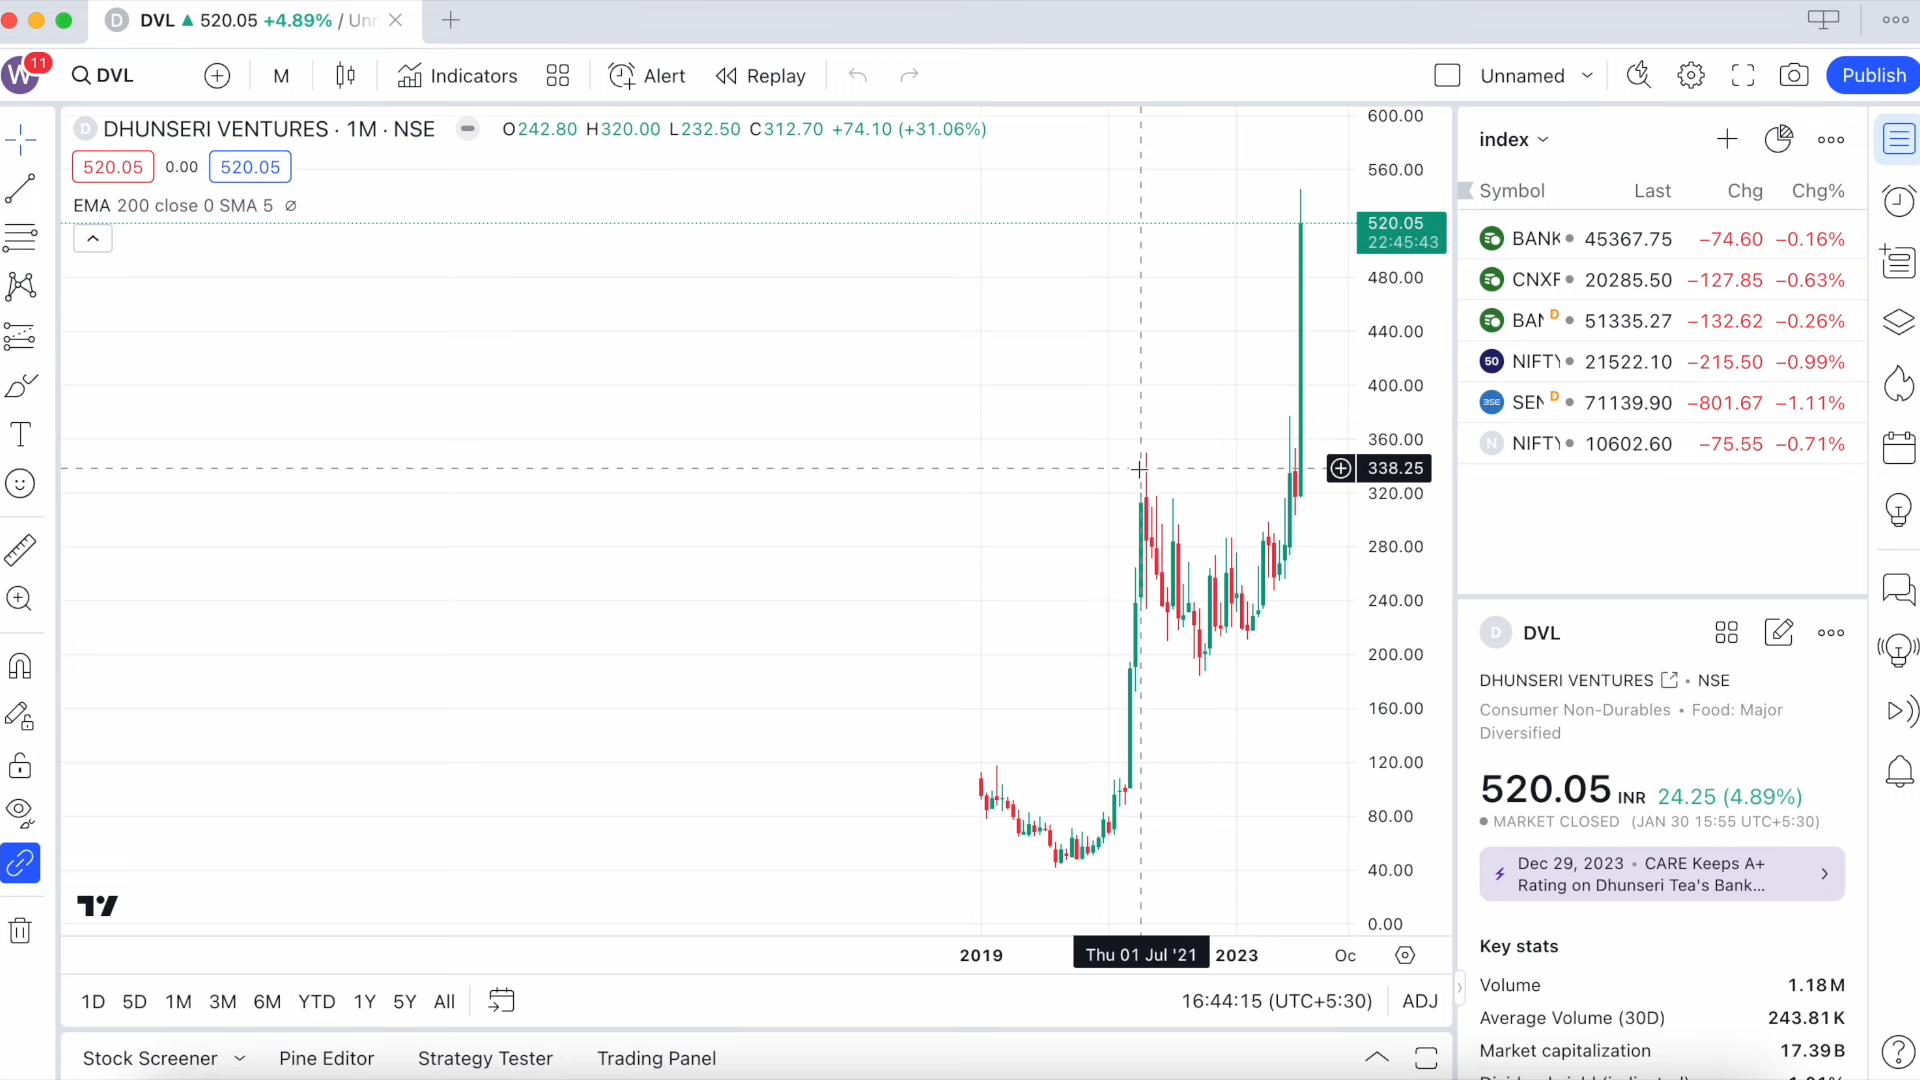 D DVL ▲ 520.05 +4.89% / Unr
W 11 DVL M Indicators Alert Replay Unnamed Publish
D DHUNSERI VENTURES · 1M · NSE O242.80 H320.00 L232.50 C312.70 +74.10 (+31.06%)
520.05 0.00 520.05
EMA 200 close 0 SMA 5 ∅
600.00
560.00
520.05
22:45:43
480.00
440.00
400.00
360.00
338.25
320.00
280.00
240.00
200.00
160.00
120.00
80.00
40.00
0.00
2019 Thu 01 Jul '21 2023 Oc
1D 5D 1M 3M 6M YTD 1Y 5Y All 16:44:15 (UTC+5:30) ADJ
Stock Screener Pine Editor Strategy Tester Trading Panel
index
Symbol Last Chg Chg%
BANK 45367.75 −74.60 −0.16%
CNXF 20285.50 −127.85 −0.63%
BAN D 51335.27 −132.62 −0.26%
50 NIFTY 21522.10 −215.50 −0.99%
BSE SEN D 71139.90 −801.67 −1.11%
N NIFTY 10602.60 −75.55 −0.71%
D DVL
DHUNSERI VENTURES • NSE
Consumer Non-Durables • Food: Major
Diversified
520.05 INR 24.25 (4.89%)
MARKET CLOSED (JAN 30 15:55 UTC+5:30)
Dec 29, 2023 • CARE Keeps A+
Rating on Dhunseri Tea's Bank...
Key stats
Volume 1.18M
Average Volume (30D) 243.81K
Market capitalization 17.39B